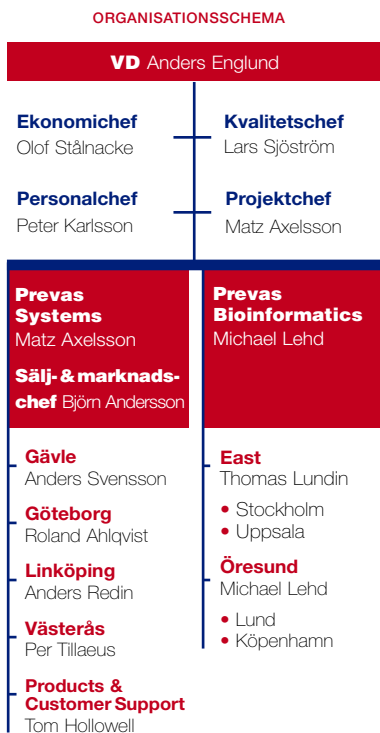 ORGANISATIONSSCHEMA
VD Anders Englund
Ekonomichef
Olof Stålnacke
Kvalitetschef
Lars Sjöström
Personalchef
Peter Karlsson
Projektchef
Matz Axelsson
Prevas
Systems
Matz Axelsson
Sälj- & marknads-
chef Björn Andersson
Gävle
Anders Svensson
Göteborg
Roland Ahlqvist
Linköping
Anders Redin
Västerås
Per Tillaeus
Products &
Customer Support
Tom Hollowell
Prevas
Bioinformatics
Michael Lehd
East
Thomas Lundin
• Stockholm
• Uppsala
Öresund
Michael Lehd
• Lund
• Köpenhamn